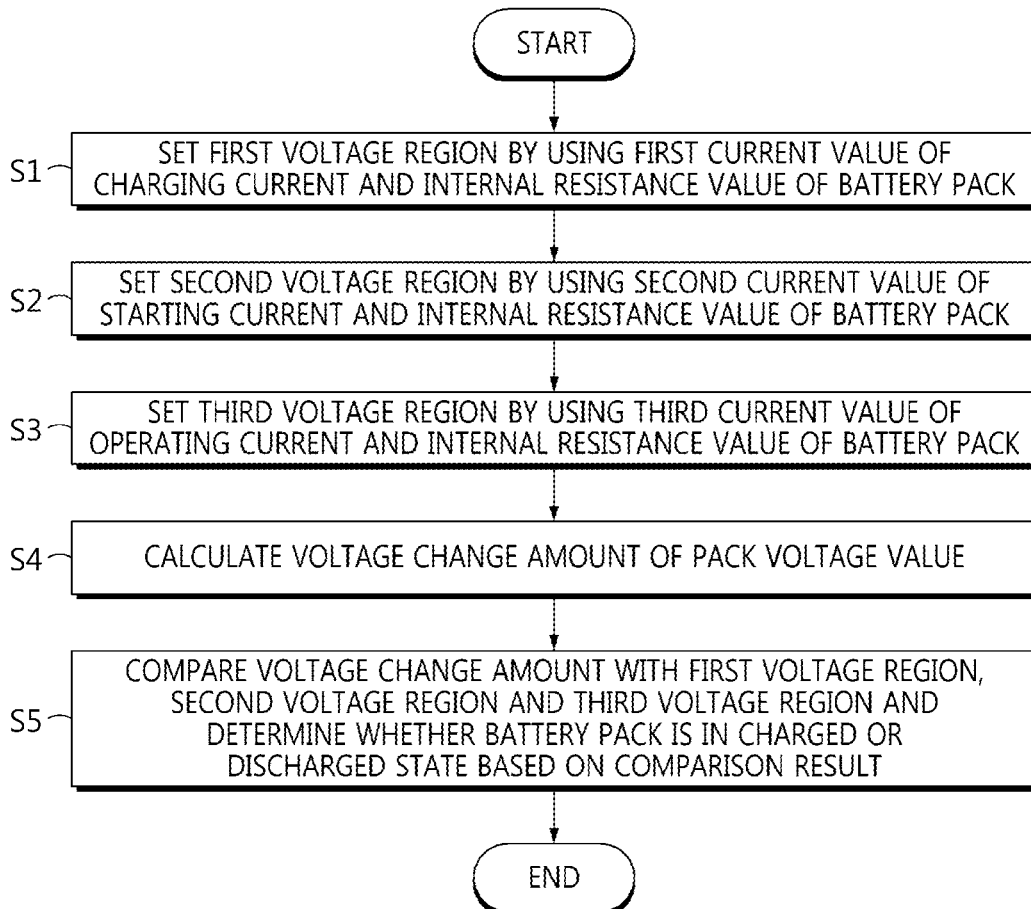 START
S1
SET FIRST VOLTAGE REGION BY USING FIRST CURRENT VALUE OF
CHARGING CURRENT AND INTERNAL RESISTANCE VALUE OF BATTERY PACK
S2
SET SECOND VOLTAGE REGION BY USING SECOND CURRENT VALUE OF
STARTING CURRENT AND INTERNAL RESISTANCE VALUE OF BATTERY PACK
S3
SET THIRD VOLTAGE REGION BY USING THIRD CURRENT VALUE OF
OPERATING CURRENT AND INTERNAL RESISTANCE VALUE OF BATTERY PACK
S4
CALCULATE VOLTAGE CHANGE AMOUNT OF PACK VOLTAGE VALUE
S5
COMPARE VOLTAGE CHANGE AMOUNT WITH FIRST VOLTAGE REGION,
SECOND VOLTAGE REGION AND THIRD VOLTAGE REGION AND
DETERMINE WHETHER BATTERY PACK IS IN CHARGED OR
DISCHARGED STATE BASED ON COMPARISON RESULT
END